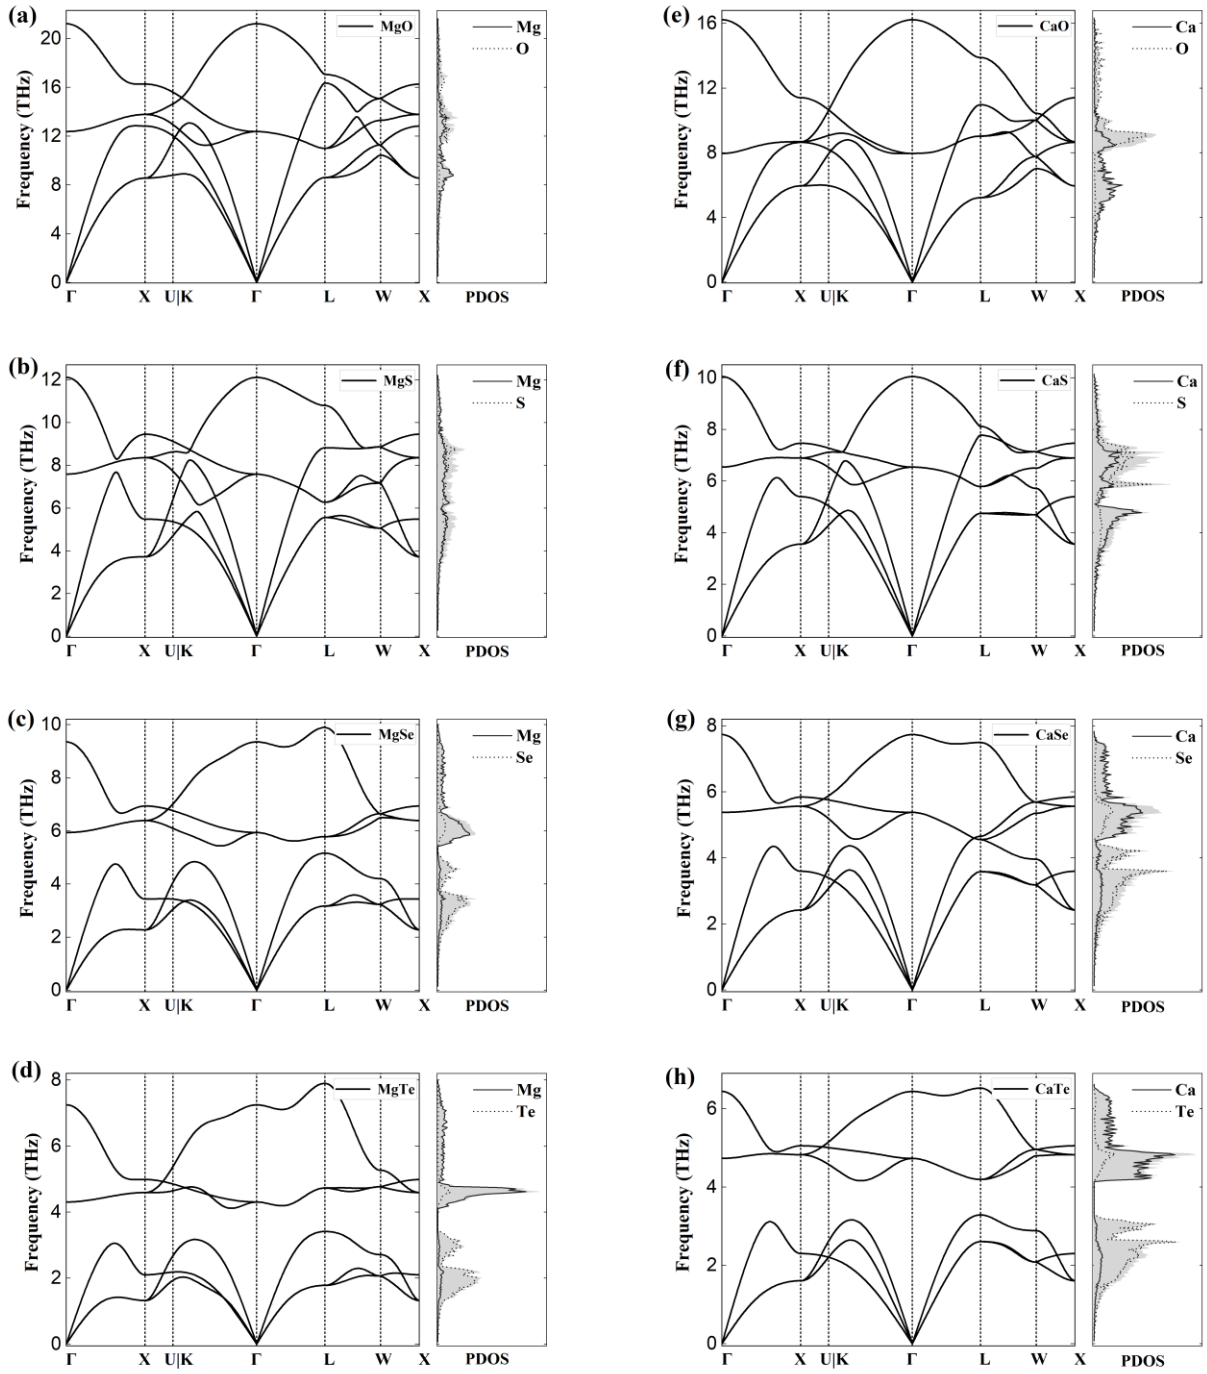 (a)
Frequency (THz)
20
16
12
8
4
0
MgO
Mg
O
Γ X U|K Γ L W X
PDOS
(e)
Frequency (THz)
16
12
8
4
0
CaO
Ca
O
Γ X U|K Γ L W X
PDOS
(b)
Frequency (THz)
12
10
8
6
4
2
0
MgS
Mg
S
Γ X U|K Γ L W X
PDOS
(f)
Frequency (THz)
10
8
6
4
2
0
CaS
Ca
S
Γ X U|K Γ L W X
PDOS
(c)
Frequency (THz)
10
8
6
4
2
0
MgSe
Mg
Se
Γ X U|K Γ L W X
PDOS
(g)
Frequency (THz)
8
6
4
2
0
CaSe
Ca
Se
Γ X U|K Γ L W X
PDOS
(d)
Frequency (THz)
8
6
4
2
0
MgTe
Mg
Te
Γ X U|K Γ L W X
PDOS
(h)
Frequency (THz)
6
4
2
0
CaTe
Ca
Te
Γ X U|K Γ L W X
PDOS